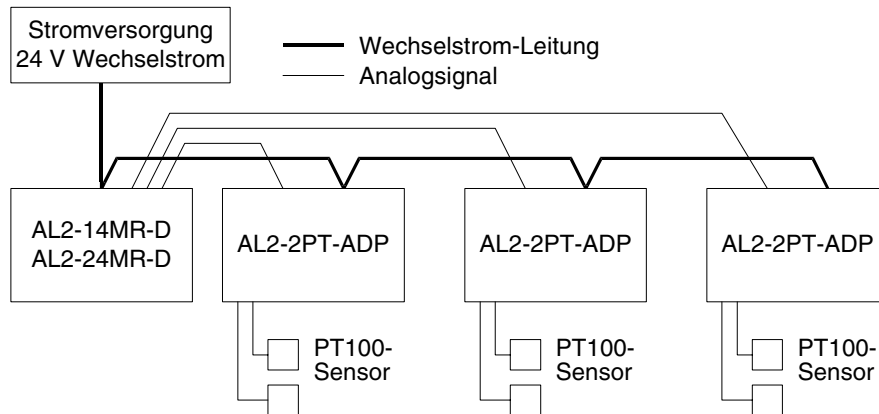 Stromversorgung
24 V Wechselstrom
Wechselstrom-Leitung
Analogsignal
AL2-14MR-D
AL2-24MR-D
AL2-2PT-ADP
AL2-2PT-ADP
AL2-2PT-ADP
PT100-
Sensor
PT100-
Sensor
PT100-
Sensor